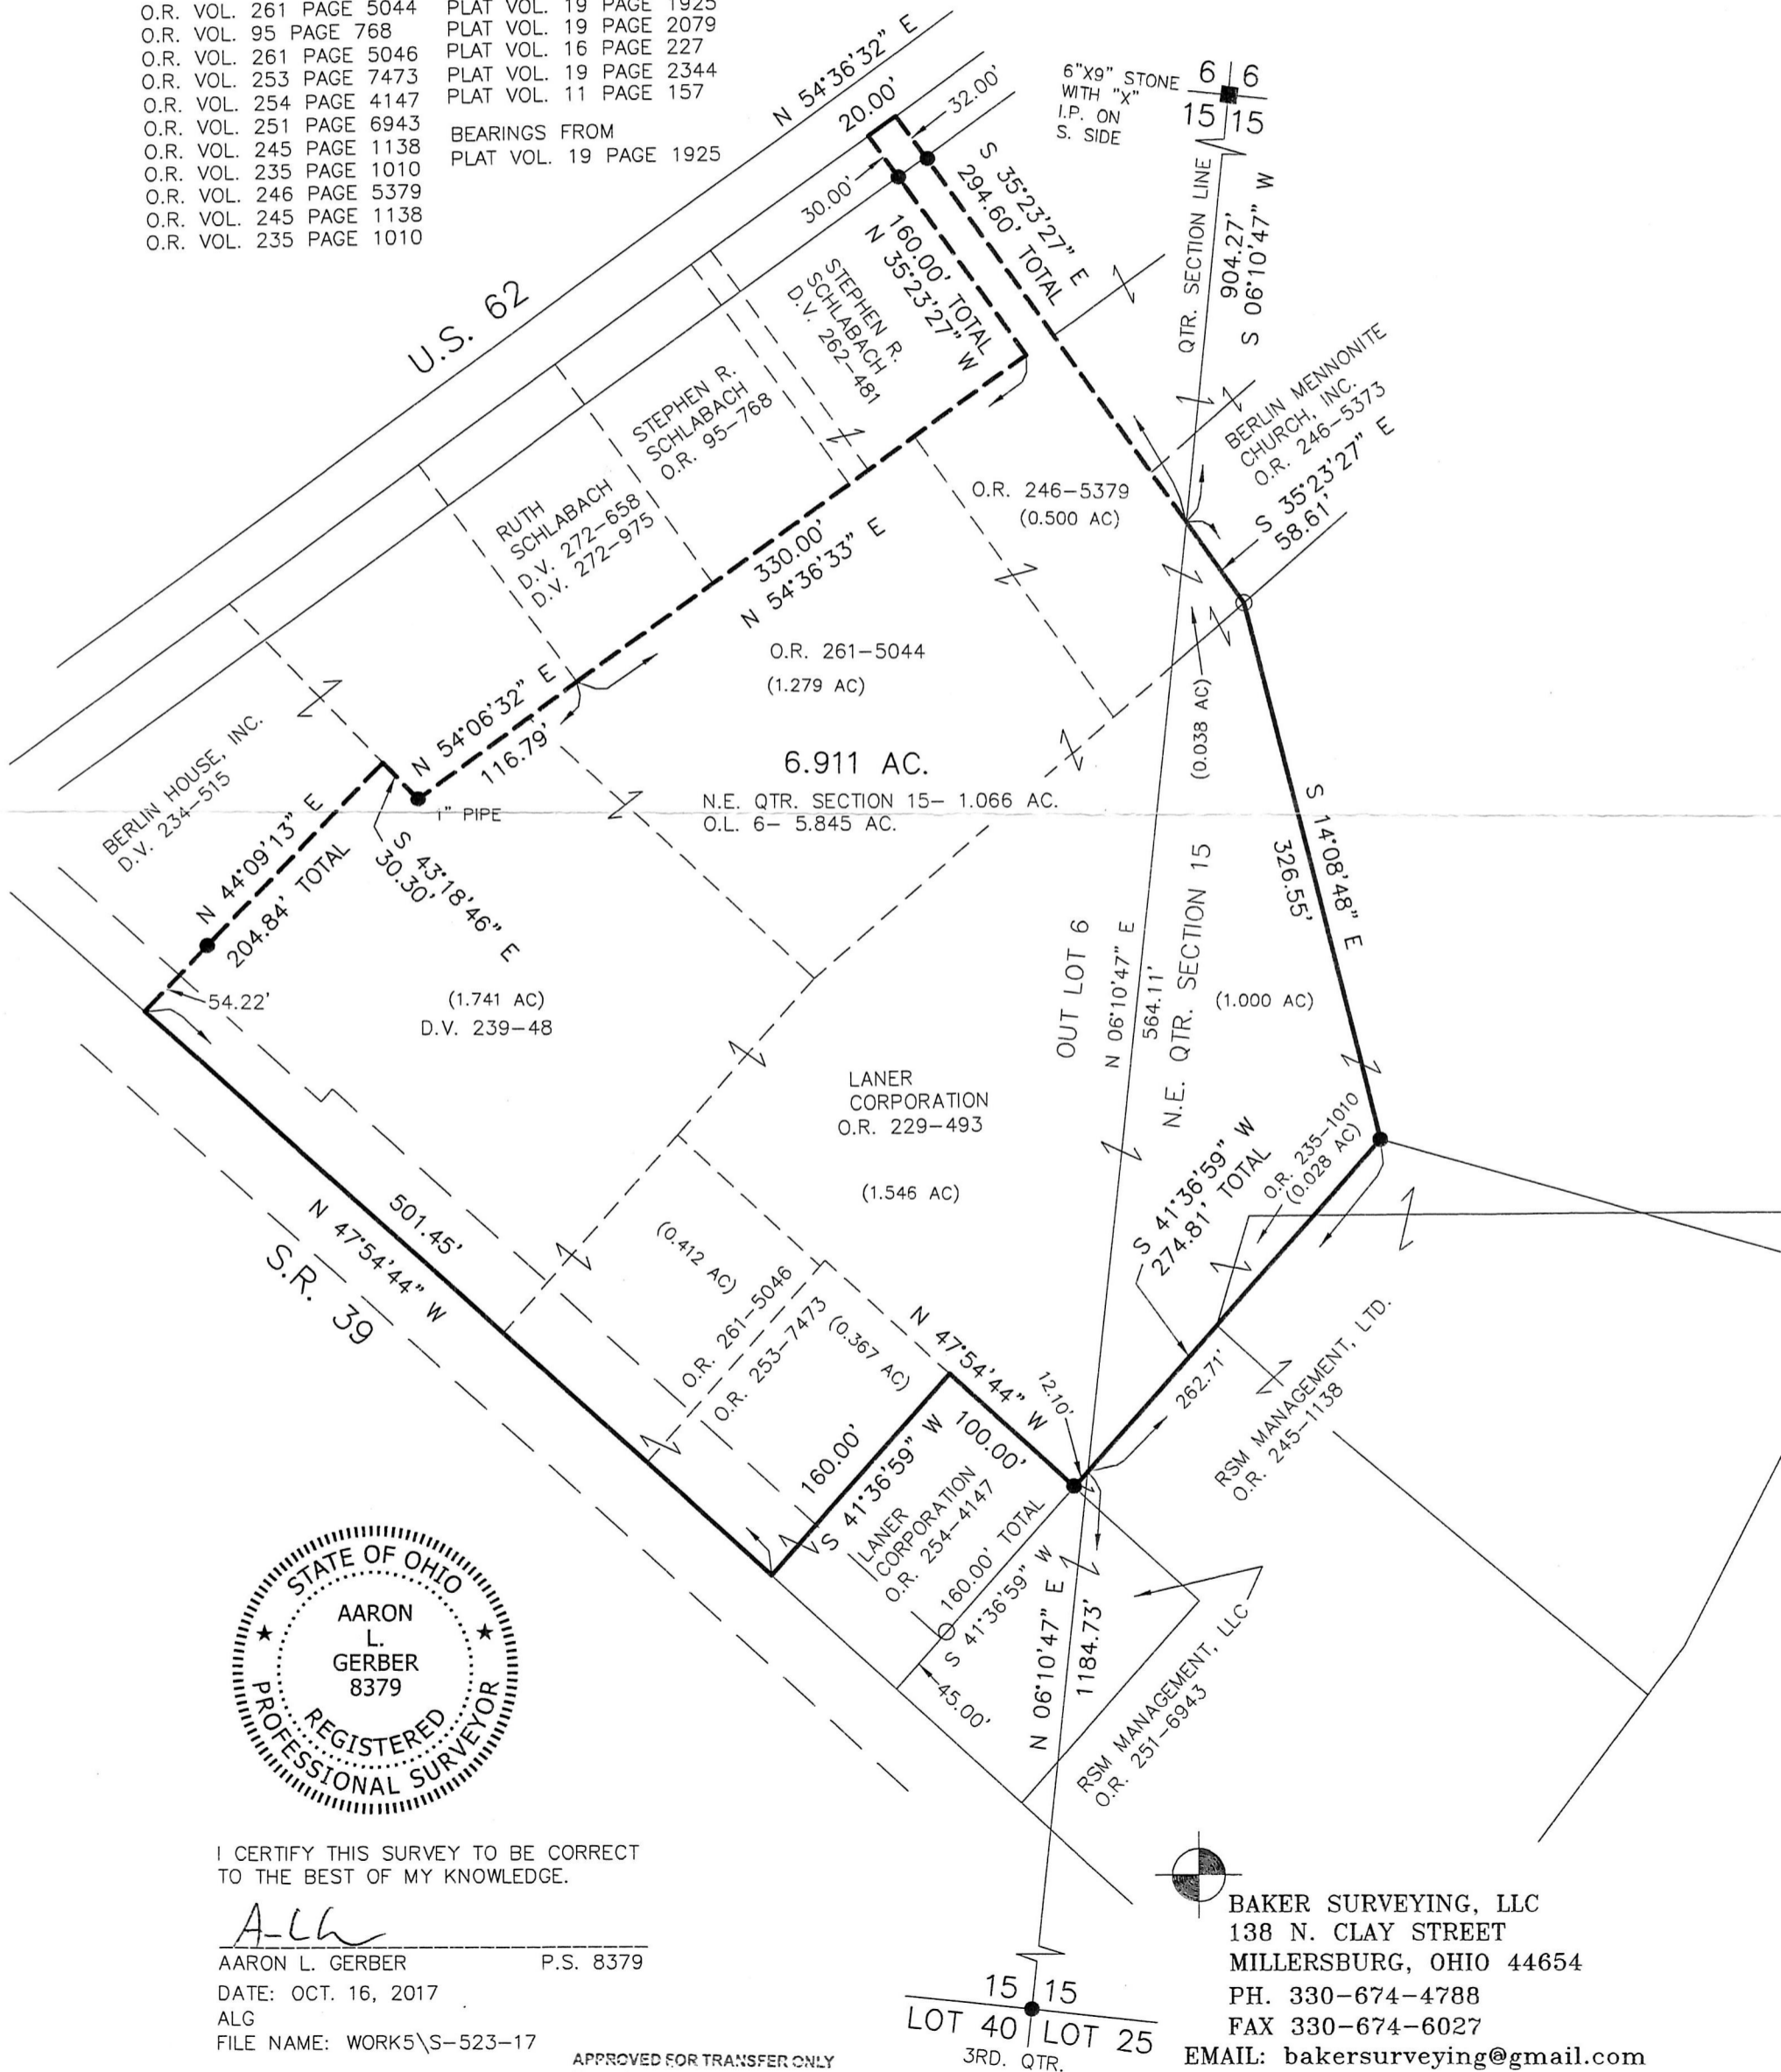 O.R. VOL. 261 PAGE 5044
O.R. VOL. 95 PAGE 768
O.R. VOL. 261 PAGE 5046
O.R. VOL. 253 PAGE 7473
O.R. VOL. 254 PAGE 4147
O.R. VOL. 251 PAGE 6943
O.R. VOL. 245 PAGE 1138
O.R. VOL. 235 PAGE 1010
O.R. VOL. 246 PAGE 5379
O.R. VOL. 245 PAGE 1138
O.R. VOL. 235 PAGE 1010
PLAT VOL. 19 PAGE 1925
PLAT VOL. 19 PAGE 2079
PLAT VOL. 16 PAGE 227
PLAT VOL. 19 PAGE 2344
PLAT VOL. 11 PAGE 157
BEARINGS FROM
PLAT VOL. 19 PAGE 1925
N 54°36'32" E
20.00'
32.00'
30.00'
6"X9" STONE
WITH "X"
I.P. ON
S. SIDE
6 6
15 15
S 35°23'27" E
294.60' TOTAL
160.00' TOTAL
N 35°23'27" W
QTR. SECTION LINE
904.27'
S 06°10'47" W
U.S. 62
STEPHEN R.
SCHLABACH
D.V. 262-481
STEPHEN R.
SCHLABACH
O.R. 95-768
RUTH
SCHLABACH
D.V. 272-658
D.V. 272-975
BERLIN MENNONITE
CHURCH, INC.
O.R. 246-5373
S 35°23'27" E
58.61'
O.R. 246-5379
(0.500 AC)
330.00'
N 54°36'33" E
O.R. 261-5044
(1.279 AC)
(0.038 AC)
N 54°06'32" E
116.79'
BERLIN HOUSE, INC.
D.V. 234-515
6.911 AC.
N.E. QTR. SECTION 15- 1.066 AC.
O.L. 6- 5.845 AC.
1" PIPE
N 44°09'13" E
204.84' TOTAL
S 43°18'46" E
30.30'
S 14°08'48" E
326.55'
54.22'
(1.741 AC)
D.V. 239-48
OUT LOT 6
N 06°10'47" E
564.11'
N.E. QTR. SECTION 15
(1.000 AC)
LANER
CORPORATION
O.R. 229-493
(1.546 AC)
S 41°36'59" W
274.81' TOTAL
O.R. 235-1010
(0.028 AC)
501.45'
N 47°54'44" W
S.R. 39
(0.412 AC)
O.R. 261-5046
O.R. 253-7473
(0.367 AC)
N 47°54'44" W
100.00'
12.10'
262.71'
RSM MANAGEMENT, LTD.
O.R. 245-1138
160.00'
S 41°36'59" W
LANER
CORPORATION
O.R. 254-4147
160.00' TOTAL
S 41°36'59" W
45.00'
N 06°10'47" E
1184.73'
RSM MANAGEMENT, LLC
O.R. 251-6943
STATE OF OHIO
AARON
L.
GERBER
8379
REGISTERED
PROFESSIONAL SURVEYOR
I CERTIFY THIS SURVEY TO BE CORRECT
TO THE BEST OF MY KNOWLEDGE.
AARON L. GERBER P.S. 8379
DATE: OCT. 16, 2017
ALG
FILE NAME: WORK5\S-523-17
APPROVED FOR TRANSFER ONLY
15 15
LOT 40 LOT 25
3RD. QTR.
BAKER SURVEYING, LLC
138 N. CLAY STREET
MILLERSBURG, OHIO 44654
PH. 330-674-4788
FAX 330-674-6027
EMAIL: bakersurveying@gmail.com